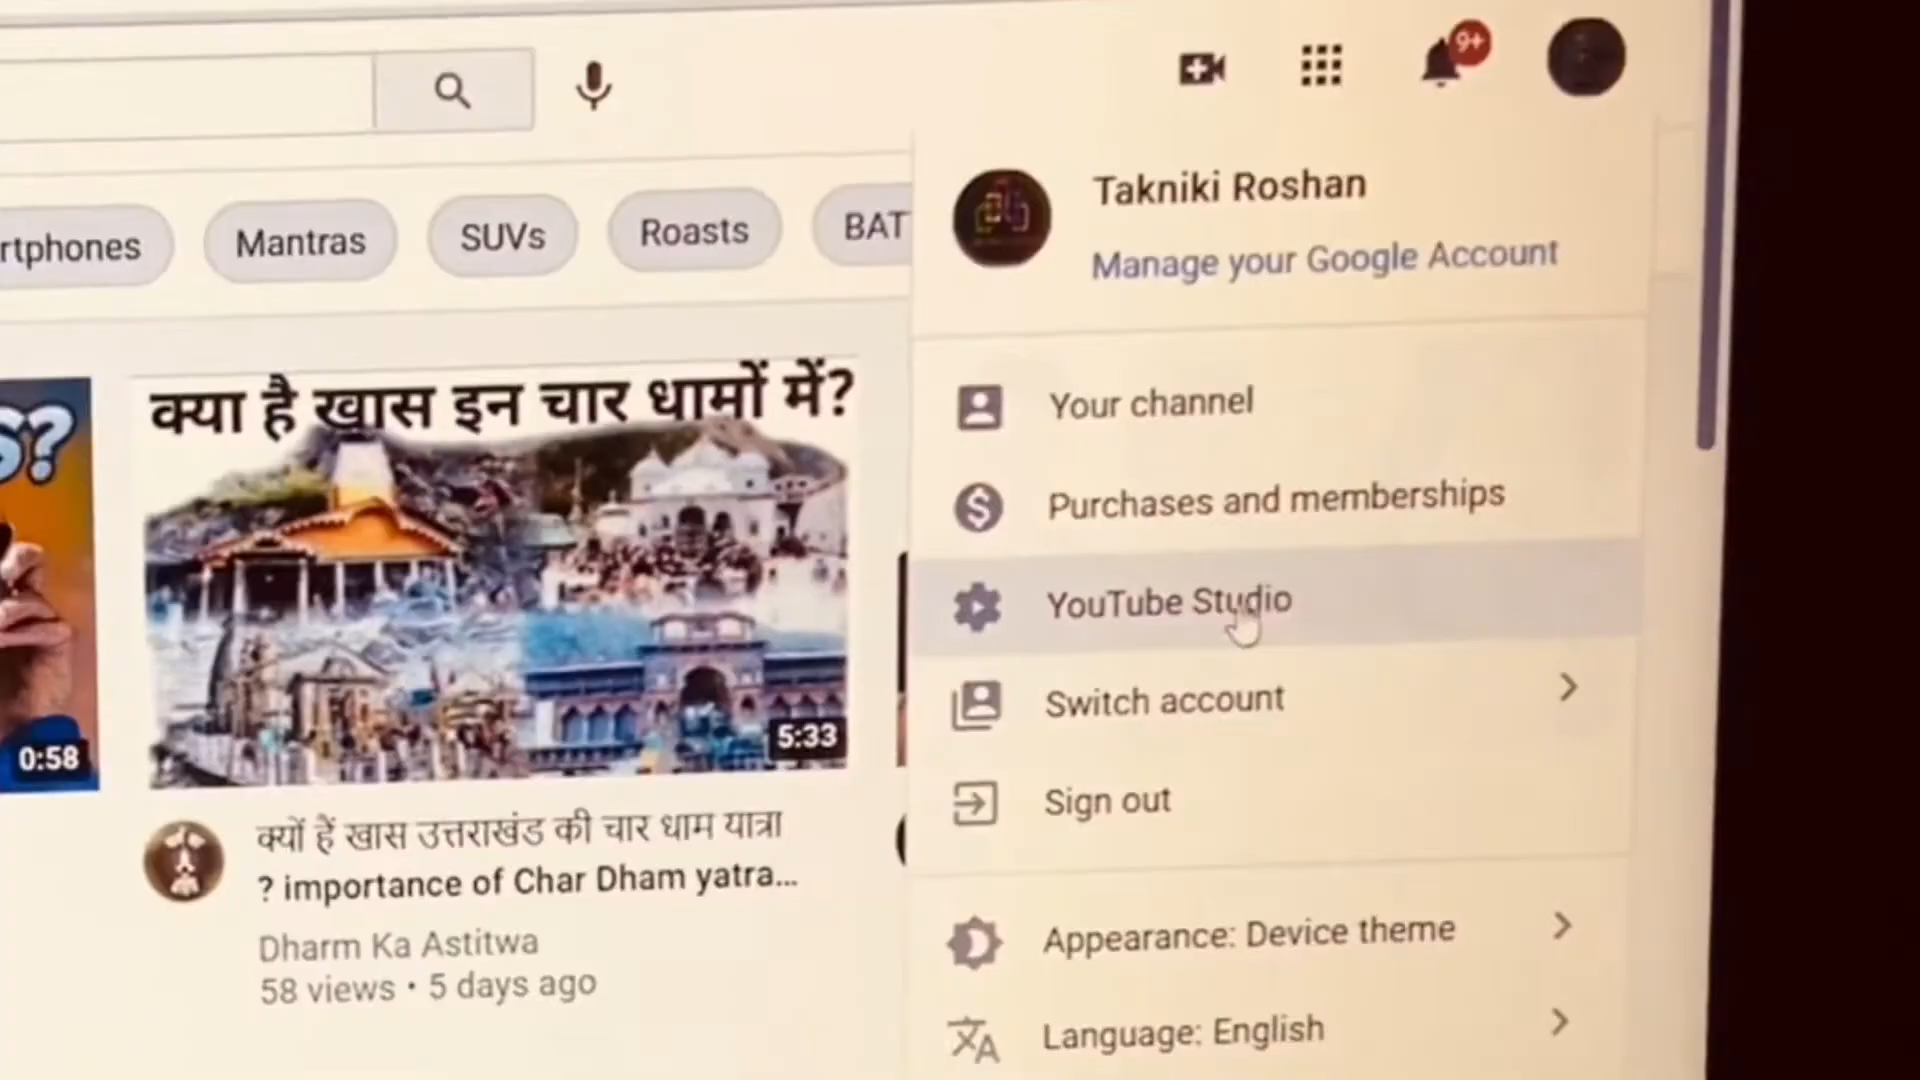 9+
Takniki Roshan
Manage your Google Account
rtphones
Mantras
SUVs
Roasts
BAT
Your channel
Purchases and memberships
YouTube Studio
Switch account
Sign out
Appearance: Device theme
Language: English
S?
0:58
क्या है खास इन चार धामों में?
5:33
क्यों हैं खास उत्तराखंड की चार धाम यात्रा
? importance of Char Dham yatra...
Dharm Ka Astitwa
58 views • 5 days ago